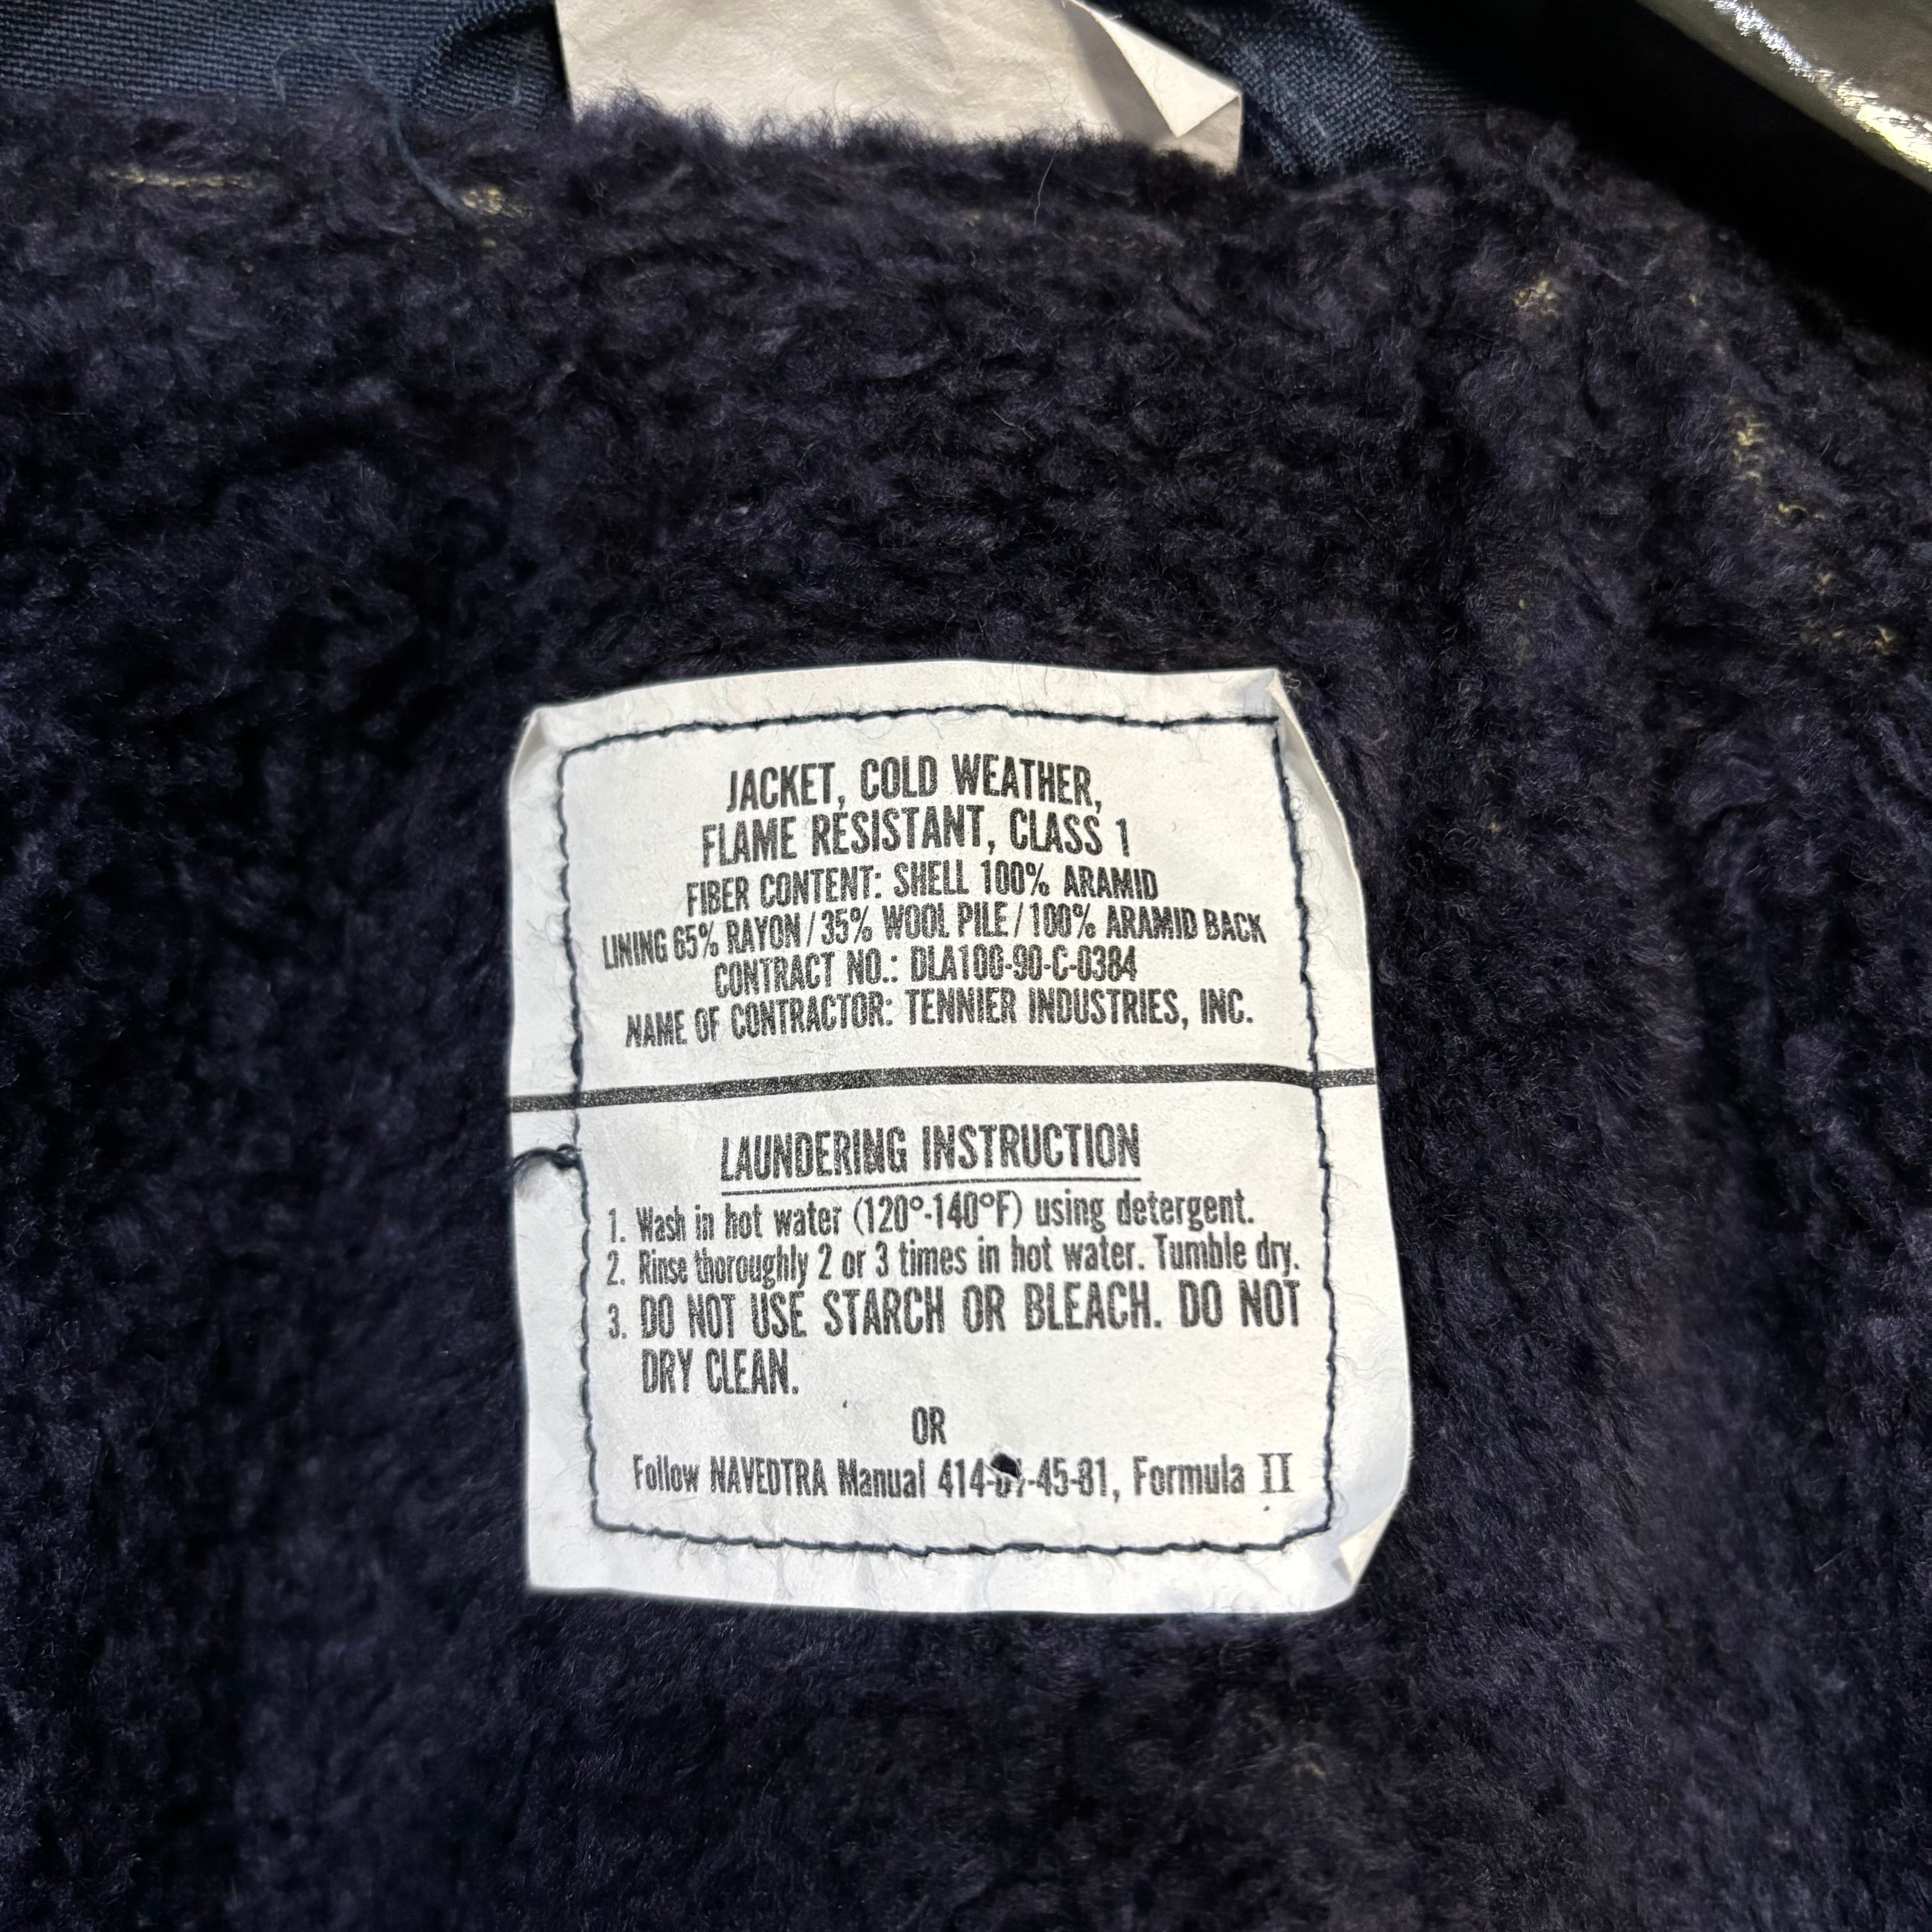 JACKET, COLD WEATHER,
FLAME RESISTANT, CLASS 1
FIBER CONTENT: SHELL 100% ARAMID
LINING 65% RAYON / 35% WOOL PILE / 100% ARAMID BACK
CONTRACT NO.: DLA100-90-C-0384
NAME OF CONTRACTOR: TENNIER INDUSTRIES, INC.
LAUNDERING INSTRUCTION
1. Wash in hot water (120°-140°F) using detergent.
2. Rinse thoroughly 2 or 3 times in hot water. Tumble dry.
3. DO NOT USE STARCH OR BLEACH. DO NOT
DRY CLEAN.
OR
Follow NAVEDTRA Manual Formula II